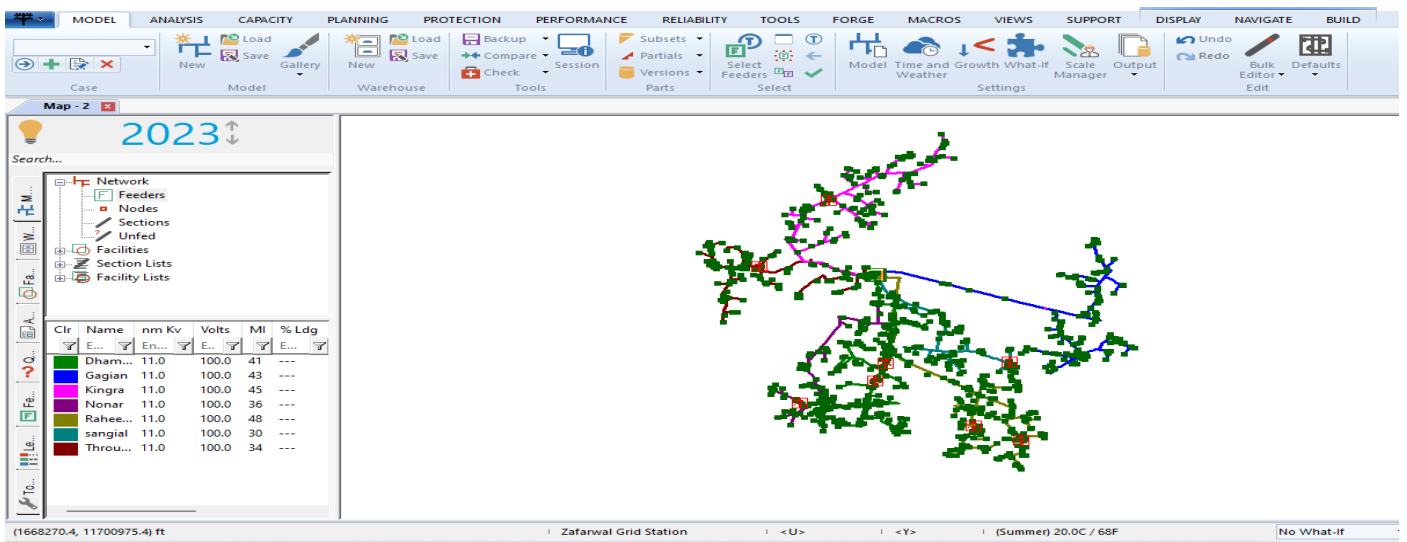 MODEL ANALYSIS CAPACITY PLANNING PROTECTION PERFORMANCE RELIABILITY TOOLS FORGE MACROS VIEWS SUPPORT DISPLAY NAVIGATE BUILD
New Load Save Gallery
New Load Save
Backup Compare Check Session
Subsets Partials Versions
Select Feeders
Model Time and Weather Growth What-If Scale Manager Output
Undo Redo Bulk Editor Defaults
Case Model Warehouse Tools Parts Select Settings Edit
Map - 2
2023
Search...
Network
Feeders
Nodes
Sections
Unfed
Facilities
Section Lists
Facility Lists
M...
W...
Fa...
A...
Q...
Fe...
Le...
To...
Clr Name nm Kv Volts MI % Ldg
E... En... E... E...
Dham... 11.0 100.0 41 ---
Gagian 11.0 100.0 43 ---
Kingra 11.0 100.0 45 ---
Nonar 11.0 100.0 36 ---
Rahee... 11.0 100.0 48 ---
sangial 11.0 100.0 30 ---
Throu... 11.0 100.0 34 ---
(1668270.4, 11700975.4) ft Zafarwal Grid Station <U> <Y> (Summer) 20.0C / 68F No What-If